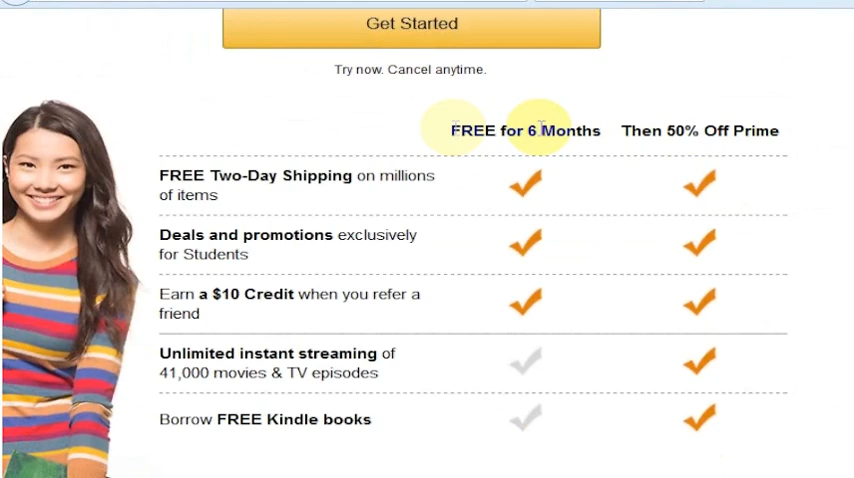 Get Started
Try now. Cancel anytime.
FREE for 6 Months Then 50% Off Prime
FREE Two-Day Shipping on millions
of items
Deals and promotions exclusively
for Students
Earn a $10 Credit when you refer a
friend
Unlimited instant streaming of
41,000 movies & TV episodes
Borrow FREE Kindle books